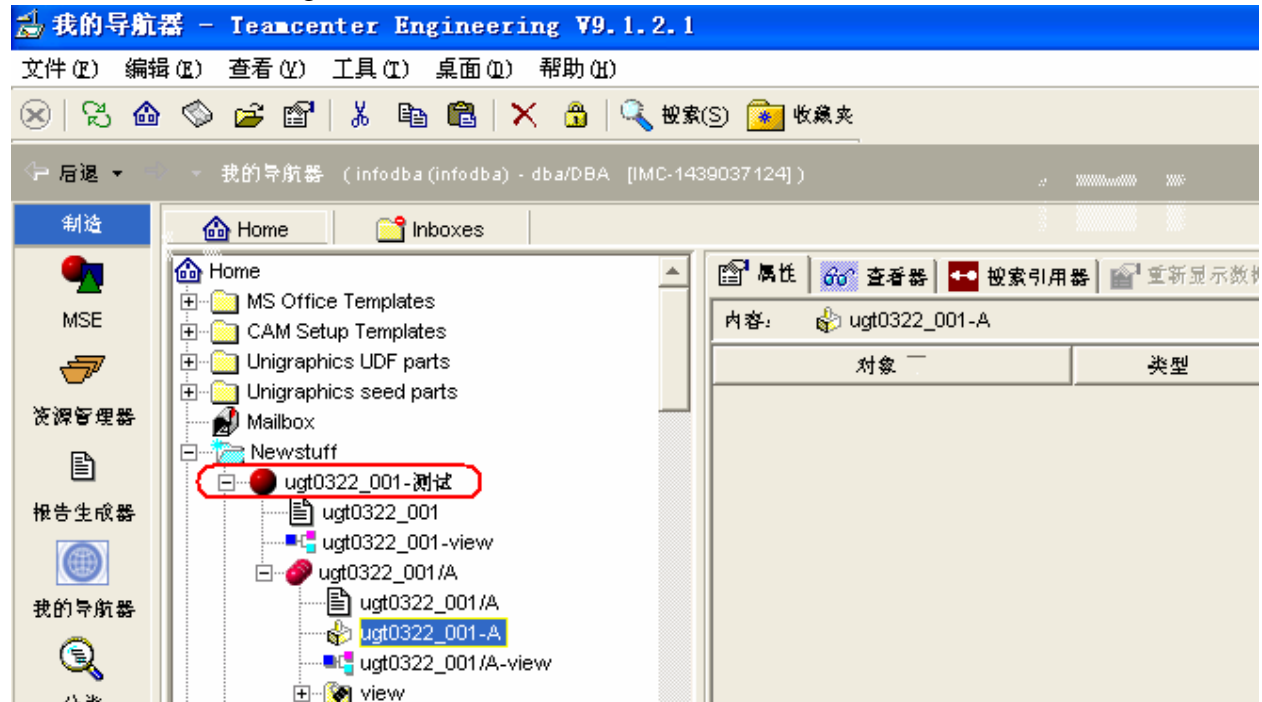 我的导航器 - Teamcenter Engineering V9.1.2.1
文件(F) 编辑(E) 查看(V) 工具(T) 桌面(D) 帮助(H)
搜索(S) 收藏夹
后退 我的导航器 (infodba (infodba) - dba/DBA [IMC-1439037124])
制造
Home Inboxes
MSE
资源管理器
报告生成器
我的导航器
Home
MS Office Templates
CAM Setup Templates
Unigraphics UDF parts
Unigraphics seed parts
Mailbox
Newstuff
ugt0322_001-测试
ugt0322_001
ugt0322_001-view
ugt0322_001/A
ugt0322_001/A
ugt0322_001-A
ugt0322_001/A-view
view
属性 查看器 搜索引用器 重新显示数
内容: ugt0322_001-A
对象 类型